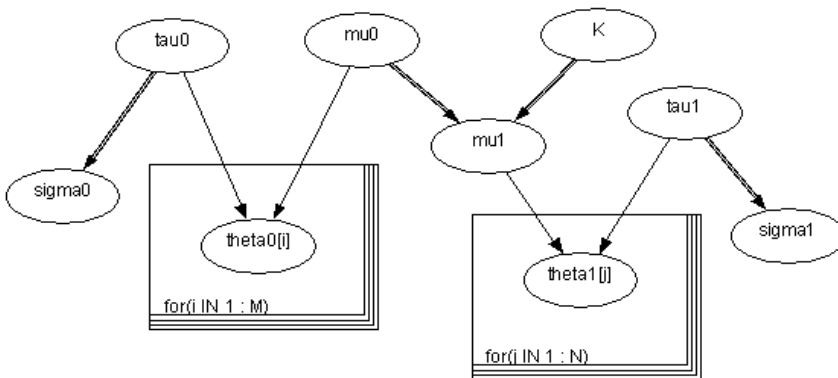 tau0
mu0
K
tau1
mu1
sigma0
sigma1
theta0[i]
theta1[j]
for(i IN 1 : M)
for(j IN 1 : N)